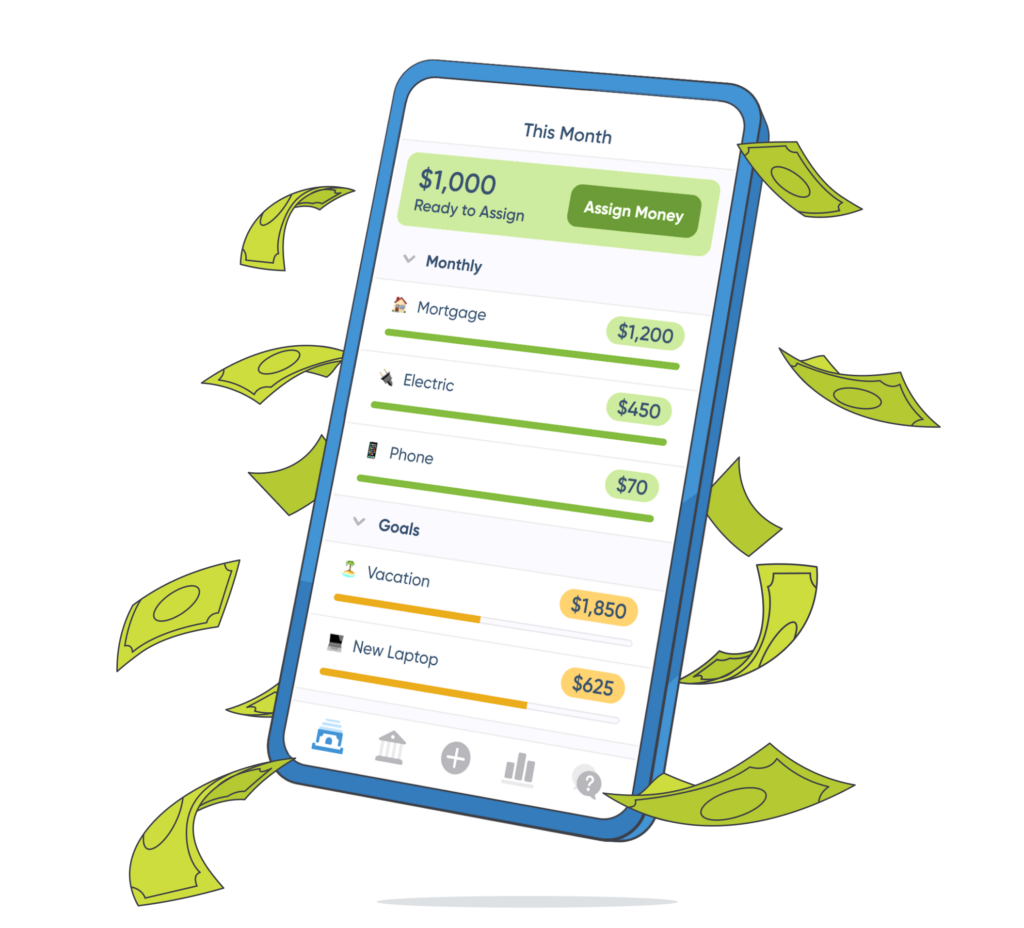 This Month
$1,000
Ready to Assign
Assign Money
Monthly
Mortgage
$1,200
Electric
$450
Phone
$70
Goals
Vacation
$1,850
New Laptop
$625
?